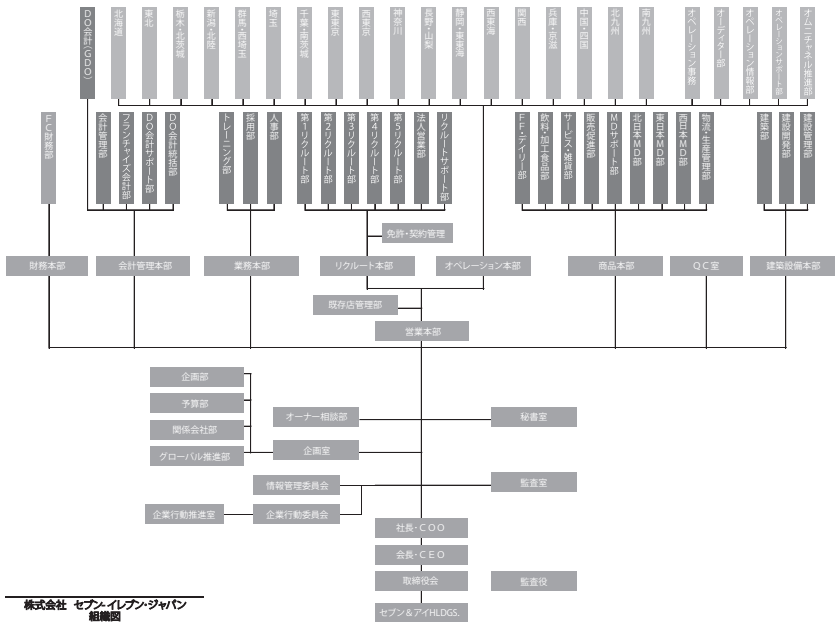 DO会計(GDO)
北海道
東北
栃木・北茨城
新潟・北陸
群馬・西埼玉
埼玉
千葉・南茨城
東東京
西東京
神奈川
長野・山梨
静岡・東東海
西東海
関西
兵庫・京滋
中国・四国
北九州
南九州
オペレーション事務
オーディター部
オペレーション情報部
オペレーションサポート部
オムニチャネル推進部
FC財務部
会計管理部
フランチャイズ会計部
DO会計サポート部
DO会計統括部
トレーニング部
採用部
人事部
第1リクルート部
第2リクルート部
第3リクルート部
第4リクルート部
第5リクルート部
法人営業部
リクルートサポート部
FF・デイリー部
飲料・加工食品部
サービス・雑貨部
販売促進部
MDサポート部
北日本MD部
東日本MD部
西日本MD部
物流・生産管理部
建築部
建設開発部
建設管理部
免許・契約管理
財務本部
会計管理本部
業務本部
リクルート本部
オペレーション本部
商品本部
QC室
建築設備本部
既存店管理部
営業本部
企画部
予算部
関係会社部
グローバル推進部
オーナー相談部
企画室
秘書室
情報管理委員会
監査室
企業行動推進室
企業行動委員会
社長・COO
会長・CEO
取締役会
監査役
セブン&アイHLDGS.
株式会社 セブン-イレブン・ジャパン
組織図